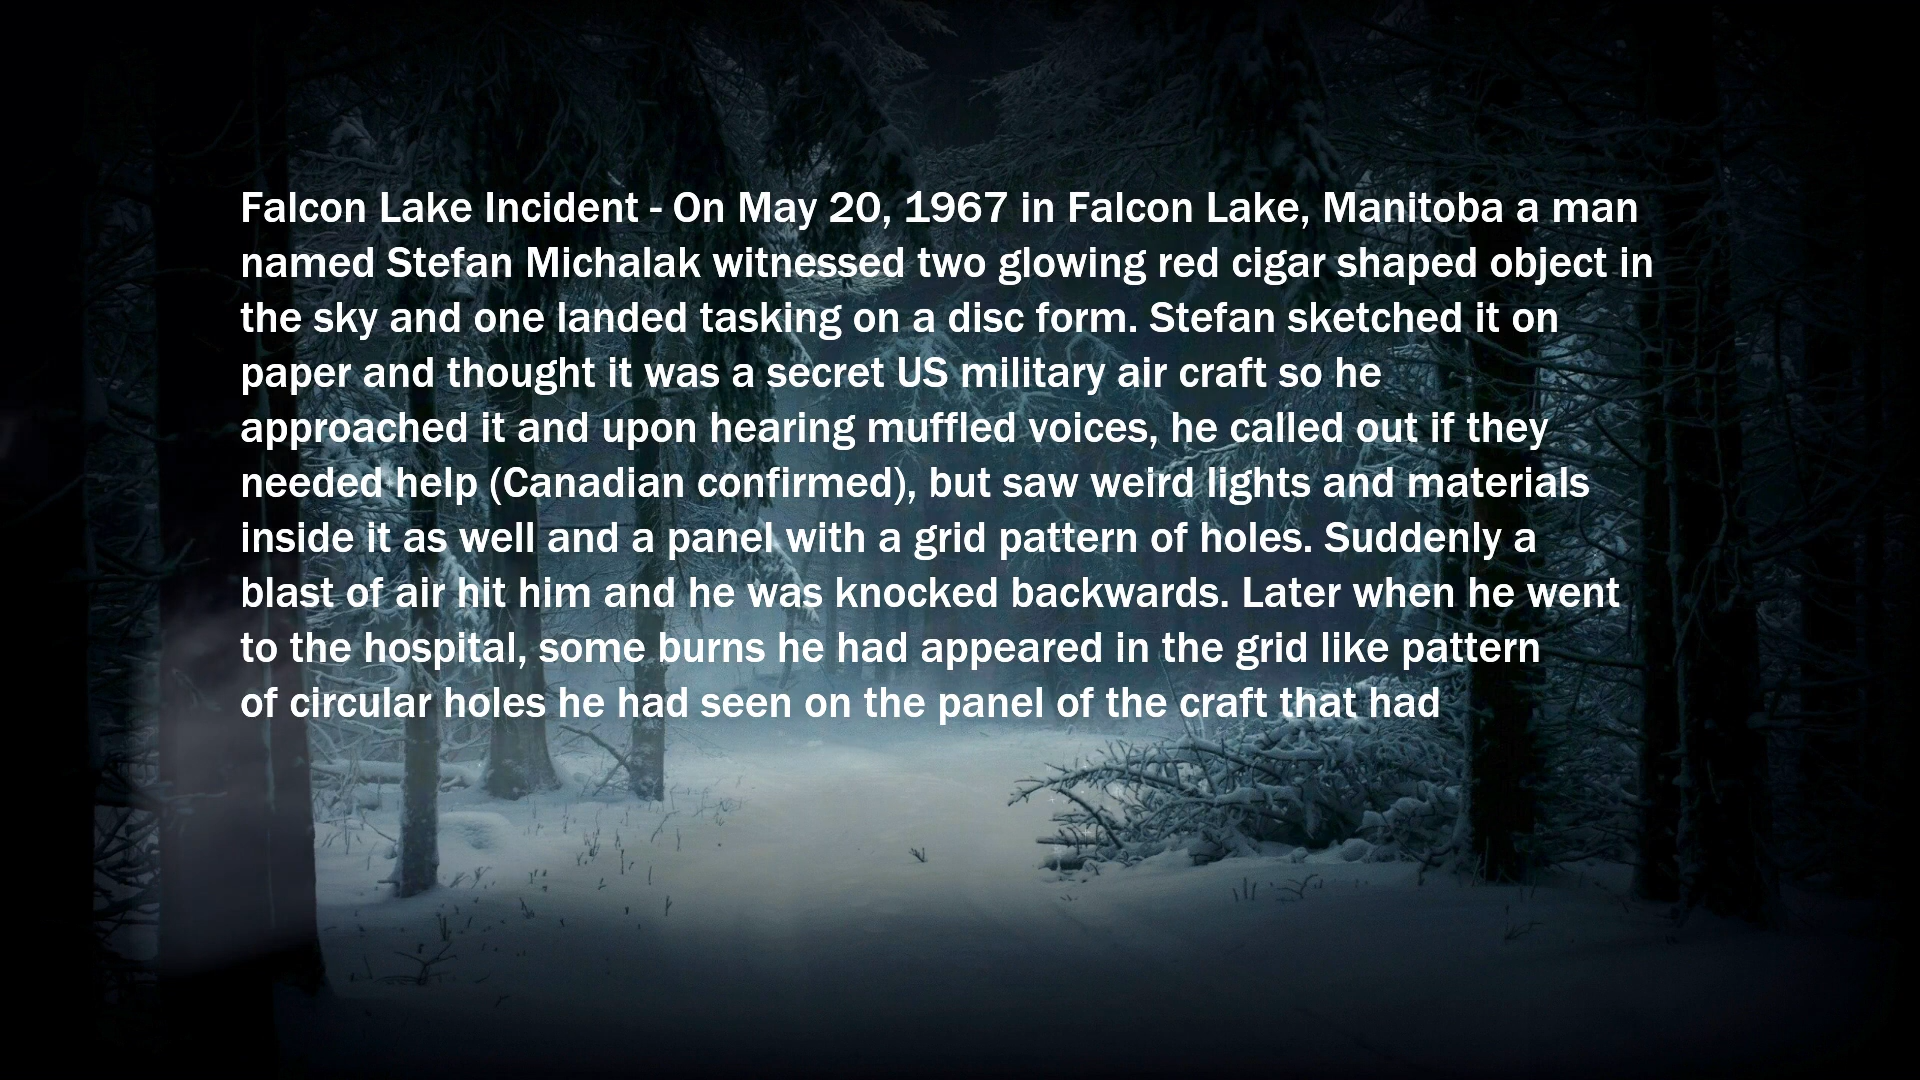 Falcon Lake Incident - On May 20, 1967 in Falcon Lake, Manitoba a man
named Stefan Michalak witnessed two glowing red cigar shaped object in
the sky and one landed tasking on a disc form. Stefan sketched it on
paper and thought it was a secret US military air craft so he
approached it and upon hearing muffled voices, he called out if they
needed help (Canadian confirmed), but saw weird lights and materials
inside it as well and a panel with a grid pattern of holes. Suddenly a
blast of air hit him and he was knocked backwards. Later when he went
to the hospital, some burns he had appeared in the grid like pattern
of circular holes he had seen on the panel of the craft that had